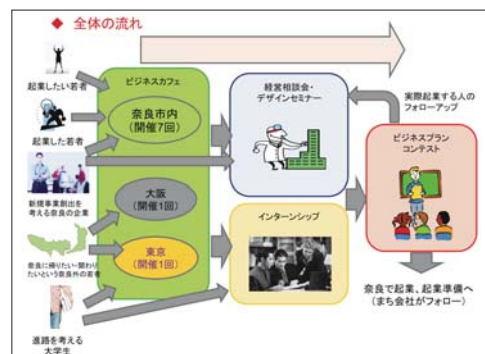 ◆ 全体の流れ
起業したい若者
起業した若者
新規事業創出を
考える奈良の企業
奈良に帰りたい・関わり
たいという奈良外の若者
進路を考える
大学生
ビジネスカフェ
奈良市内
(開催7回)
大阪
(開催1回)
東京
(開催1回)
経営相談会・
デザインセミナー
インターンシップ
実際起業する人の
フォローアップ
ビジネスプラン
コンテスト
奈良で起業、起業準備へ
(まち会社がフォロー)